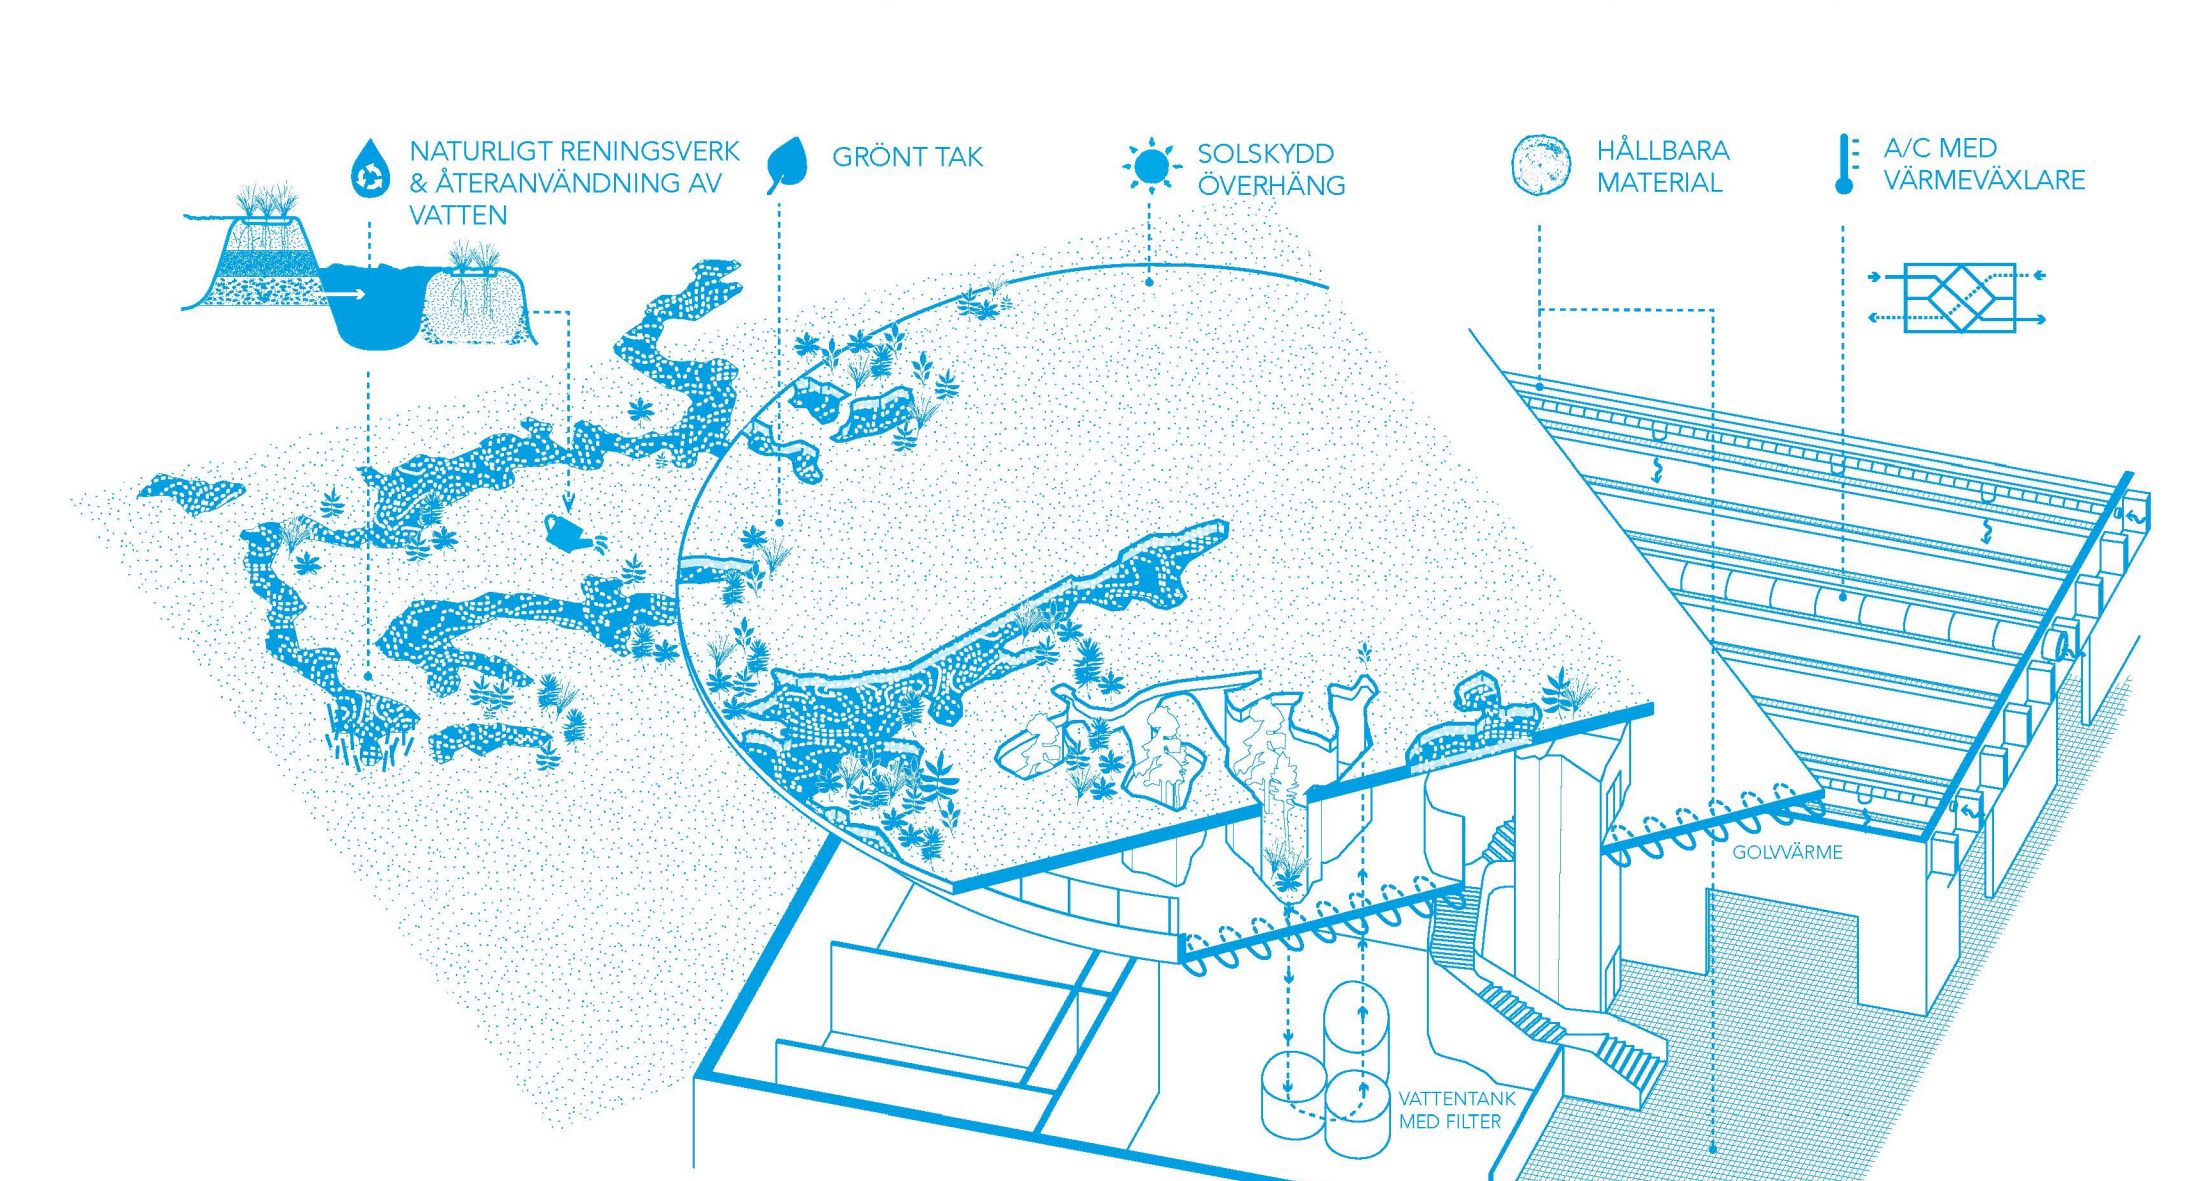 NATURLIGT RENINGSVERK
& ÅTERANVÄNDNING AV
VATTEN
GRÖNT TAK
SOLSKYDD
ÖVERHÄNG
HÅLLBARA
MATERIAL
A/C MED
VÄRMEVÄXLARE
GOLVVÄRME
VATTENTANK
MED FILTER